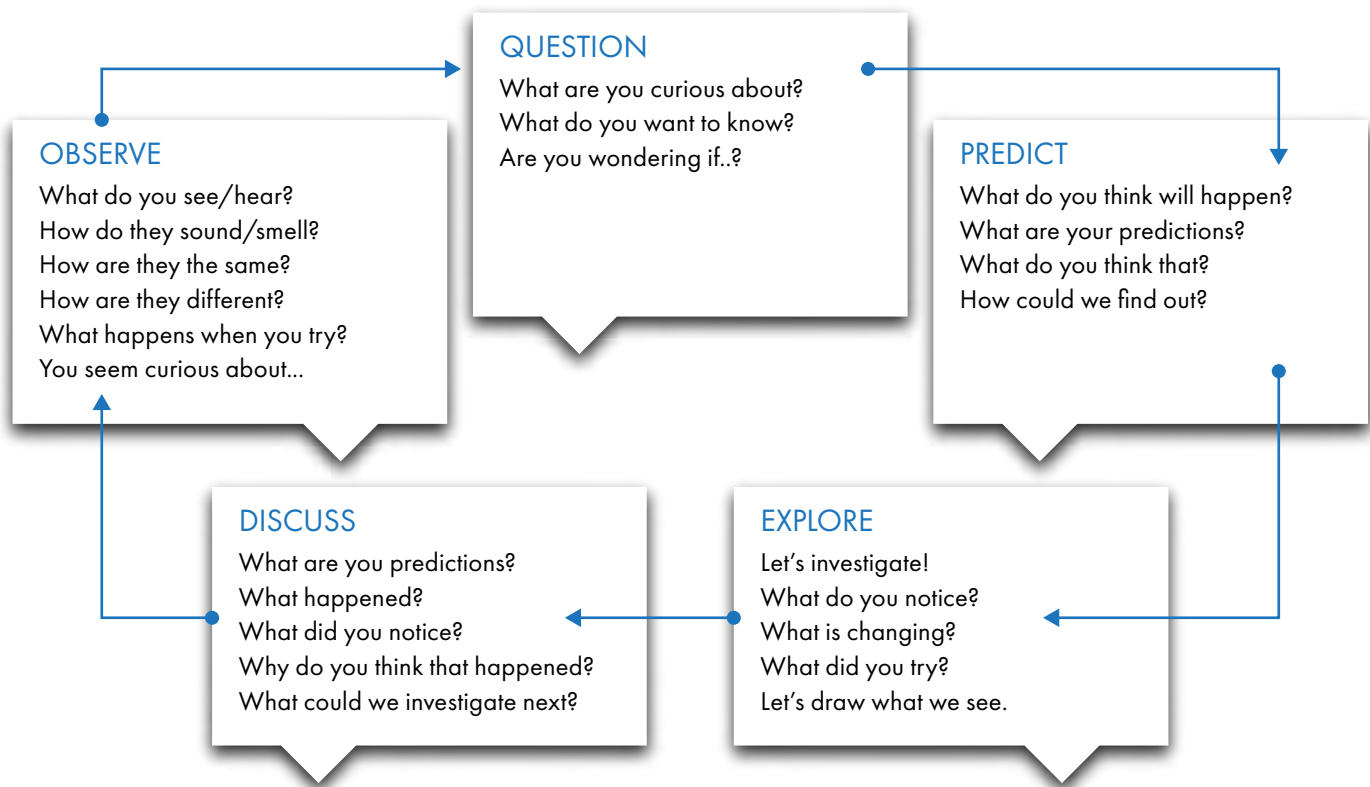 QUESTION
What are you curious about?
What do you want to know?
Are you wondering if..?
OBSERVE
What do you see/hear?
How do they sound/smell?
How are they the same?
How are they different?
What happens when you try?
You seem curious about...
PREDICT
What do you think will happen?
What are your predictions?
What do you think that?
How could we find out?
DISCUSS
What are you predictions?
What happened?
What did you notice?
Why do you think that happened?
What could we investigate next?
EXPLORE
Let’s investigate!
What do you notice?
What is changing?
What did you try?
Let’s draw what we see.